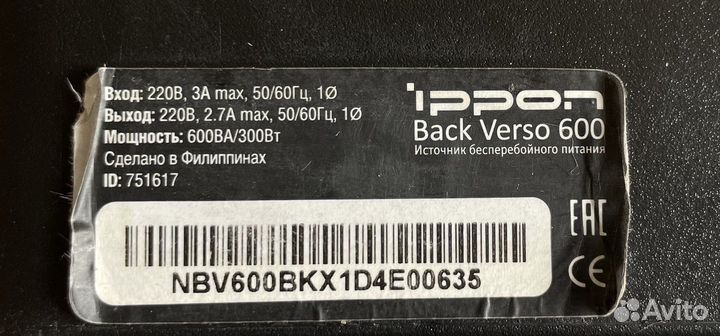 Вход: 220В, 3А max, 50/60Гц, 1Ø
Выход: 220В, 2.7А max, 50/60Гц, 1Ø
Мощность: 600ВА/300Вт
Сделано в Филиппинах
ID: 751617
ippon
Back Verso 600
Источник бесперебойного питания
EAC
CE
NBV600BKX1D4E00635
Avito